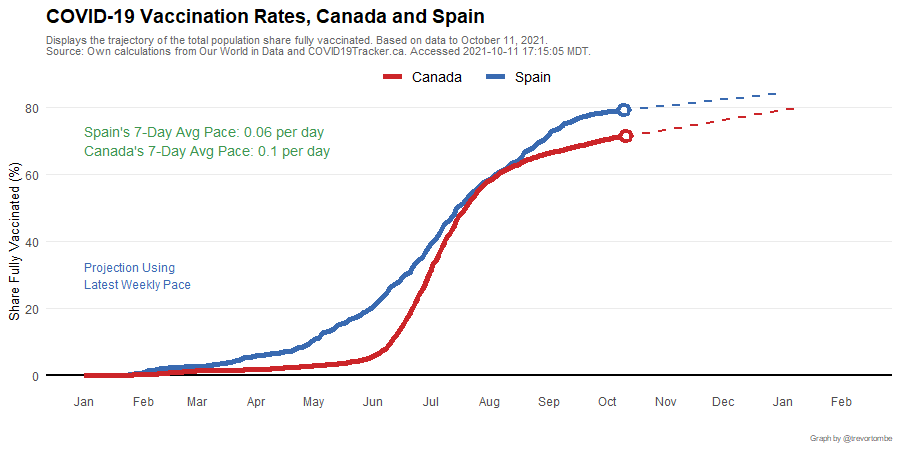 COVID-19 Vaccination Rates, Canada and Spain
Displays the trajectory of the total population share fully vaccinated. Based on data to October 11, 2021.
Source: Own calculations from Our World in Data and COVID19Tracker.ca. Accessed 2021-10-11 17:15:05 MDT.
Canada Spain
80
Spain's 7-Day Avg Pace: 0.06 per day
Canada's 7-Day Avg Pace: 0.1 per day
60
Share Fully Vaccinated (%)
40
Projection Using
Latest Weekly Pace
20
0
Jan Feb Mar Apr May Jun Jul Aug Sep Oct Nov Dec Jan Feb
Graph by @trevortombe